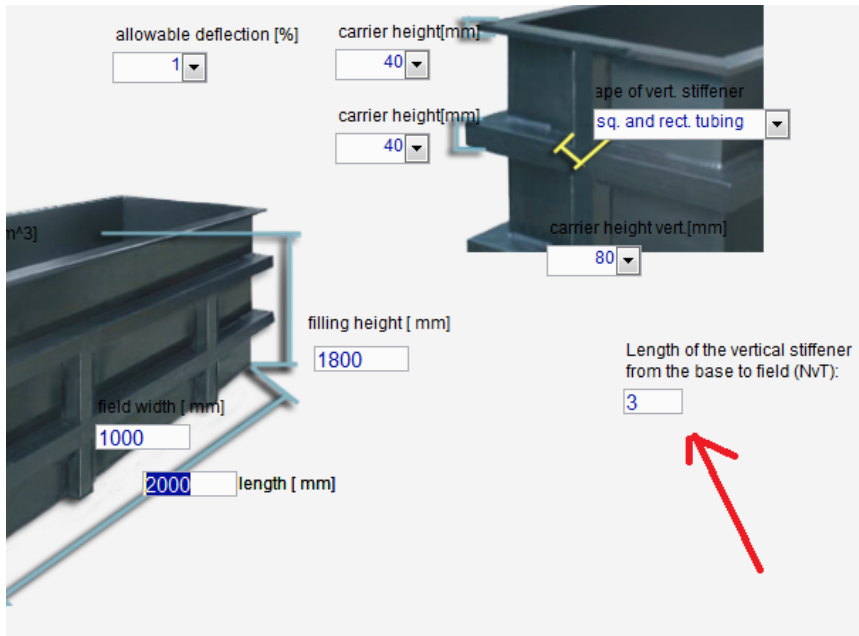 allowable deflection [%]
1
carrier height[mm]
40
carrier height[mm]
40
ape of vert. stiffener
sq. and rect. tubing
carrier height vert.[mm]
80
m^3]
filling height [ mm]
1800
Length of the vertical stiffener
from the base to field (NvT):
3
field width [ mm]
1000
2000 length [ mm]